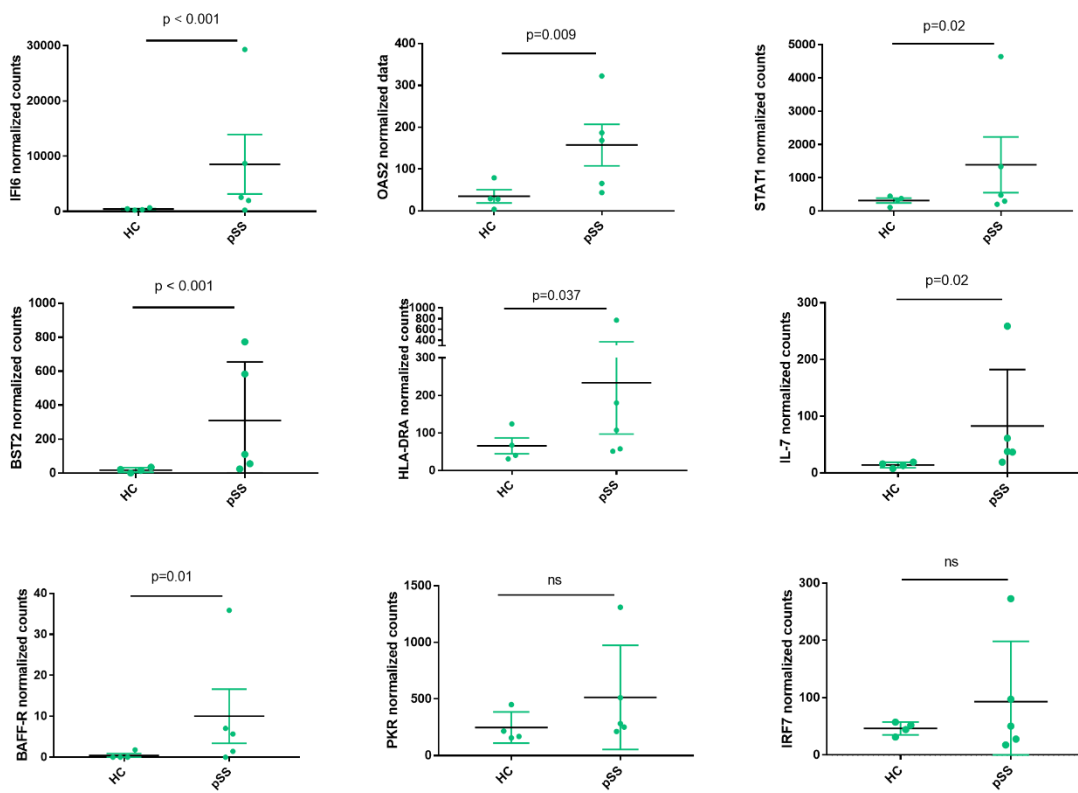 p < 0.001
IFI6 normalized counts
30000
20000
10000
0
HC
pSS
p=0.009
OAS2 normalized data
400
300
200
100
0
HC
pSS
p=0.02
STAT1 normalized counts
5000
4000
3000
2000
1000
0
HC
pSS
p < 0.001
BST2 normalized counts
1000
800
600
400
200
0
HC
pSS
p=0.037
HLA-DRA normalized counts
1000
800
600
400
300
200
100
0
HC
pSS
p=0.02
IL-7 normalized counts
300
200
100
0
HC
pSS
p=0.01
BAFF-R normalized counts
40
30
20
10
0
HC
pSS
ns
PKR normalized counts
1500
1000
500
0
HC
pSS
ns
IRF7 normalized counts
300
200
100
0
HC
pSS